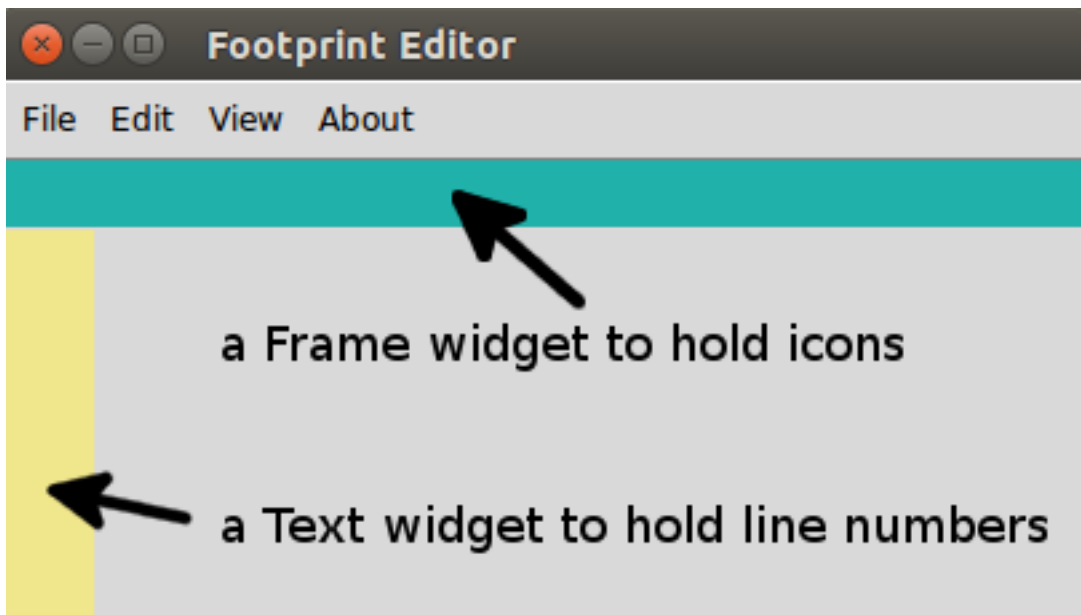 Footprint Editor
File Edit View About
a Frame widget to hold icons
a Text widget to hold line numbers